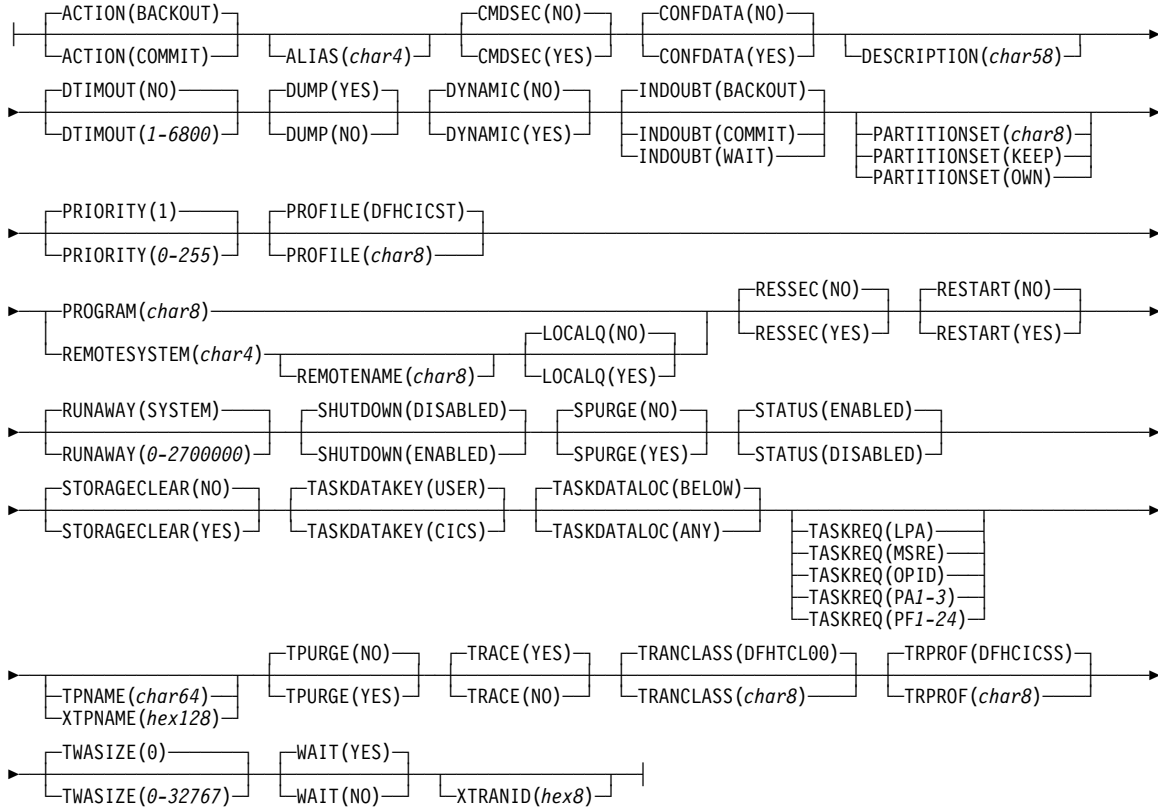 ACTION(BACKOUT) CMDSEC(NO) CONFDATA(NO)
ACTION(COMMIT) ALIAS(char4) CMDSEC(YES) CONFDATA(YES) DESCRIPTION(char58)
DTIMOUT(NO) DUMP(YES) DYNAMIC(NO) INDOUBT(BACKOUT)
DTIMOUT(1-6800) DUMP(NO) DYNAMIC(YES) INDOUBT(COMMIT) PARTITIONSET(char8)
INDOUBT(WAIT) PARTITIONSET(KEEP)
PARTITIONSET(OWN)
PRIORITY(1) PROFILE(DFHCICST)
PRIORITY(0-255) PROFILE(char8)
RESSEC(NO) RESTART(NO)
PROGRAM(char8) RESSEC(YES) RESTART(YES)
LOCALQ(NO)
REMOTESYSTEM(char4) REMOTENAME(char8) LOCALQ(YES)
RUNAWAY(SYSTEM) SHUTDOWN(DISABLED) SPURGE(NO) STATUS(ENABLED)
RUNAWAY(0-2700000) SHUTDOWN(ENABLED) SPURGE(YES) STATUS(DISABLED)
STORAGECLEAR(NO) TASKDATAKEY(USER) TASKDATALOC(BELOW)
STORAGECLEAR(YES) TASKDATAKEY(CICS) TASKDATALOC(ANY) TASKREQ(LPA)
TASKREQ(MSRE)
TASKREQ(OPID)
TASKREQ(PA1-3)
TASKREQ(PF1-24)
TPURGE(NO) TRACE(YES) TRANCLASS(DFHTCL00) TRPROF(DFHCICSS)
TPNAME(char64) TPURGE(YES) TRACE(NO) TRANCLASS(char8) TRPROF(char8)
XTPNAME(hex128)
TWASIZE(0) WAIT(YES)
TWASIZE(0-32767) WAIT(NO) XTRANID(hex8)